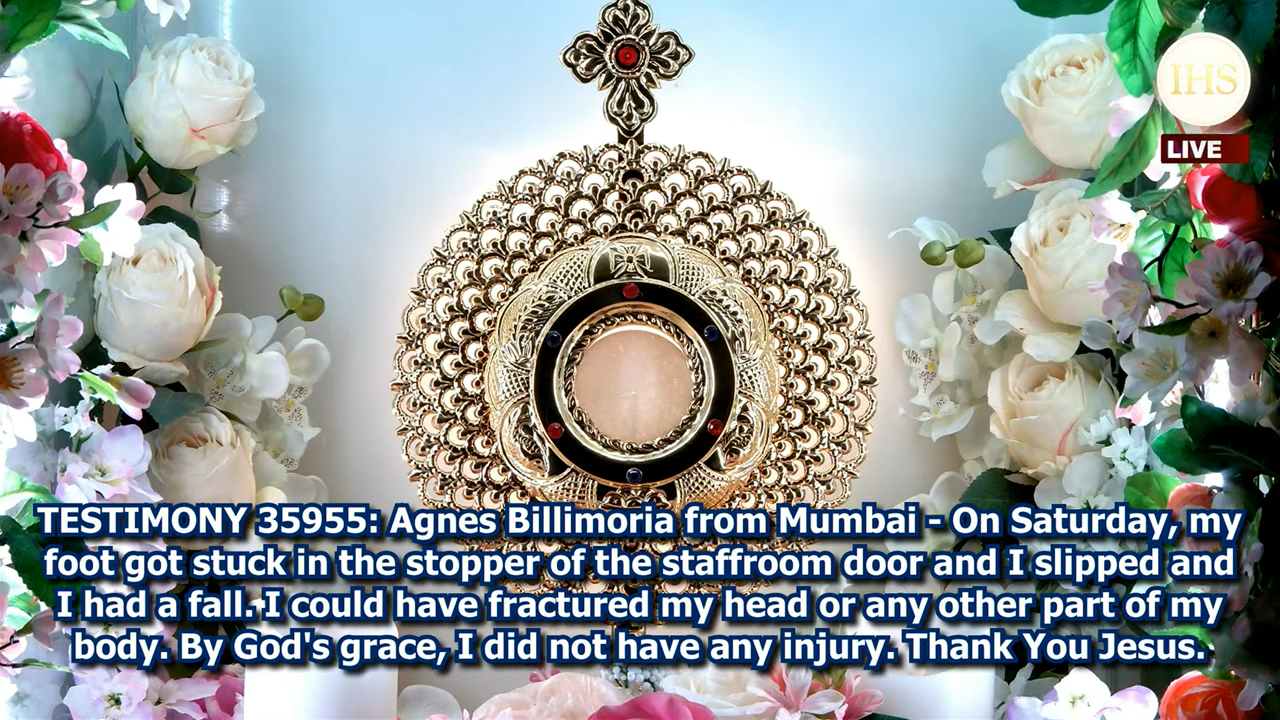 IHS
LIVE
TESTIMONY 35955: Agnes Billimoria from Mumbai - On Saturday, my
foot got stuck in the stopper of the staffroom door and I slipped and
I had a fall. I could have fractured my head or any other part of my
body. By God's grace, I did not have any injury. Thank You Jesus.